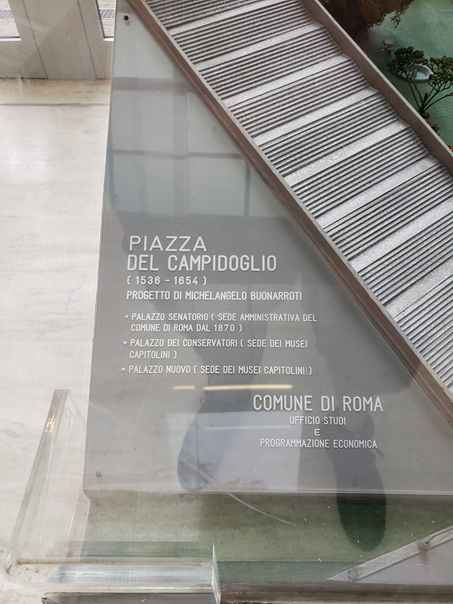 PIAZZA
DEL CAMPIDOGLIO
( 1536 - 1654 )
PROGETTO DI MICHELANGELO BUONARROTI
• PALAZZO SENATORIO ( SEDE AMMINISTRATIVA DEL
COMUNE DI ROMA DAL 1870 )
• PALAZZO DEI CONSERVATORI ( SEDE DEI MUSEI
CAPITOLINI )
• PALAZZO NUOVO ( SEDE DEI MUSEI CAPITOLINI )
COMUNE DI ROMA
UFFICIO STUDI
E
PROGRAMMAZIONE ECONOMICA